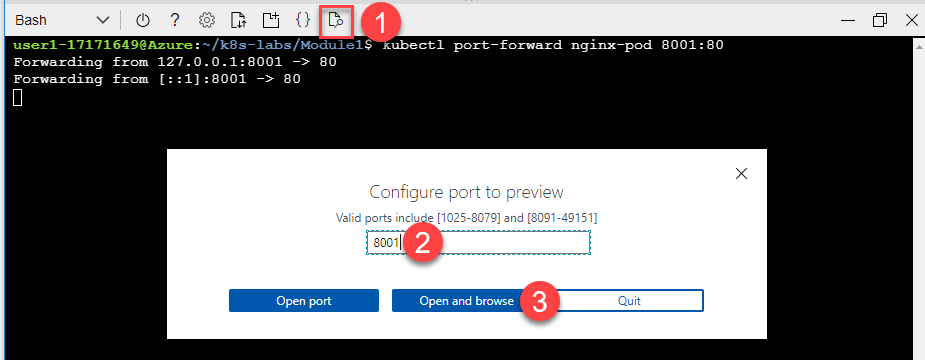 Bash ? {} 1
user1-17171649@Azure:~/k8s-labs/Module1$ kubectl port-forward nginx-pod 8001:80
Forwarding from 127.0.0.1:8001 -> 80
Forwarding from [::1]:8001 -> 80
Configure port to preview
Valid ports include [1025-8079] and [8091-49151]
8001 2
Open port Open and browse 3 Quit